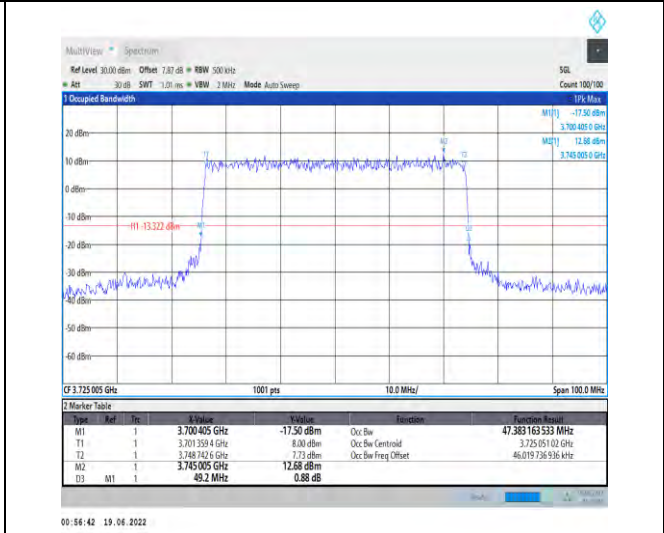 MultiView Spectrum
Ref Level 30.00 dBm Offset 7.87 dB RBW 500 kHz SGL
Att 30 dB SWT 1.01 ms VBW 2 MHz Mode Auto Sweep Count 100/100
1 Occupied Bandwidth 1Pk Max
M1[1] -17.50 dBm
3.700 405 0 GHz
M2[1] 12.68 dBm
3.745 005 0 GHz
20 dBm
M2
10 dBm
T1 T2
0 dBm
-10 dBm
H1 -13.322 dBm
M1
D3
-20 dBm
-30 dBm
-40 dBm
-50 dBm
-60 dBm
CF 3.725 005 GHz 1001 pts 10.0 MHz/ Span 100.0 MHz
2 Marker Table
Type Ref Trc X-Value Y-Value Function Function Result
M1 1 3.700 405 GHz -17.50 dBm Occ Bw 47.383 163 533 MHz
T1 1 3.701 359 4 GHz 8.00 dBm Occ Bw Centroid 3.725 051 02 GHz
T2 1 3.748 742 6 GHz 7.73 dBm Occ Bw Freq Offset 46.019 736 936 kHz
M2 1 3.745 005 GHz 12.68 dBm
D3 M1 1 49.2 MHz 0.88 dB
00:56:42 19.06.2022